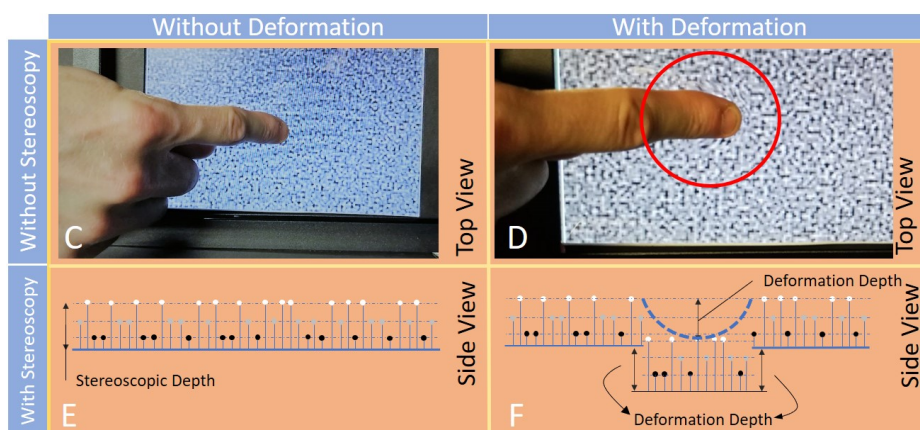 Without Deformation
With Deformation
Without Stereoscopy
C
Top View
D
Top View
With Stereoscopy
Stereoscopic Depth
E
Side View
Deformation Depth
Deformation Depth
F
Side View